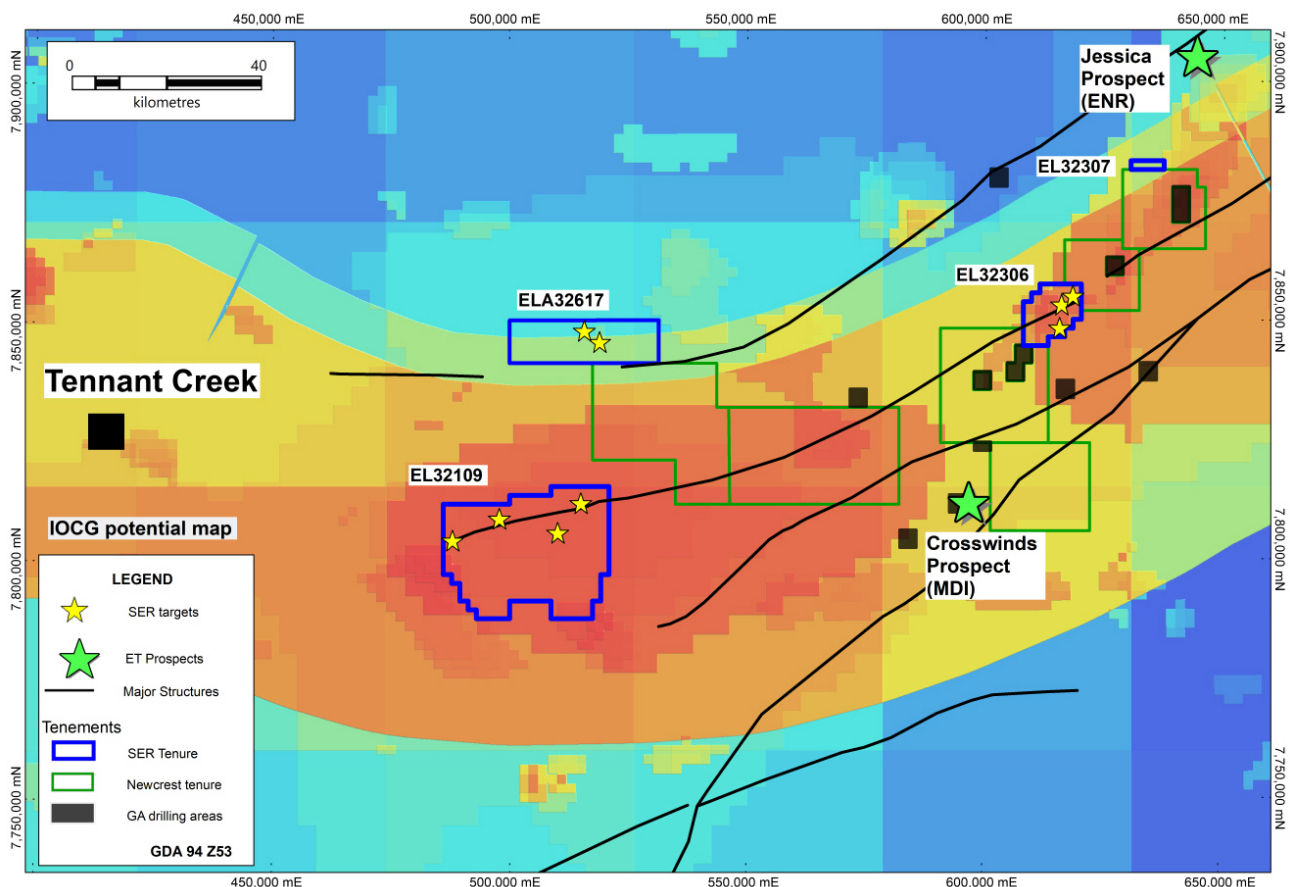 450,000 mE
500,000 mE
550,000 mE
600,000 mE
650,000 mE
0
40
kilometres
7,900,000 mN
7,900,000 mN
Jessica
Prospect
(ENR)
EL32307
EL32306
ELA32617
7,850,000 mN
7,850,000 mN
Tennant Creek
EL32109
IOCG potential map
Crosswinds
Prospect
(MDI)
7,800,000 mN
7,800,000 mN
LEGEND
SER targets
ET Prospects
Major Structures
Tenements
SER Tenure
Newcrest tenure
GA drilling areas
GDA 94 Z53
7,750,000 mN
7,750,000 mN
450,000 mE
500,000 mE
550,000 mE
600,000 mE
650,000 mE